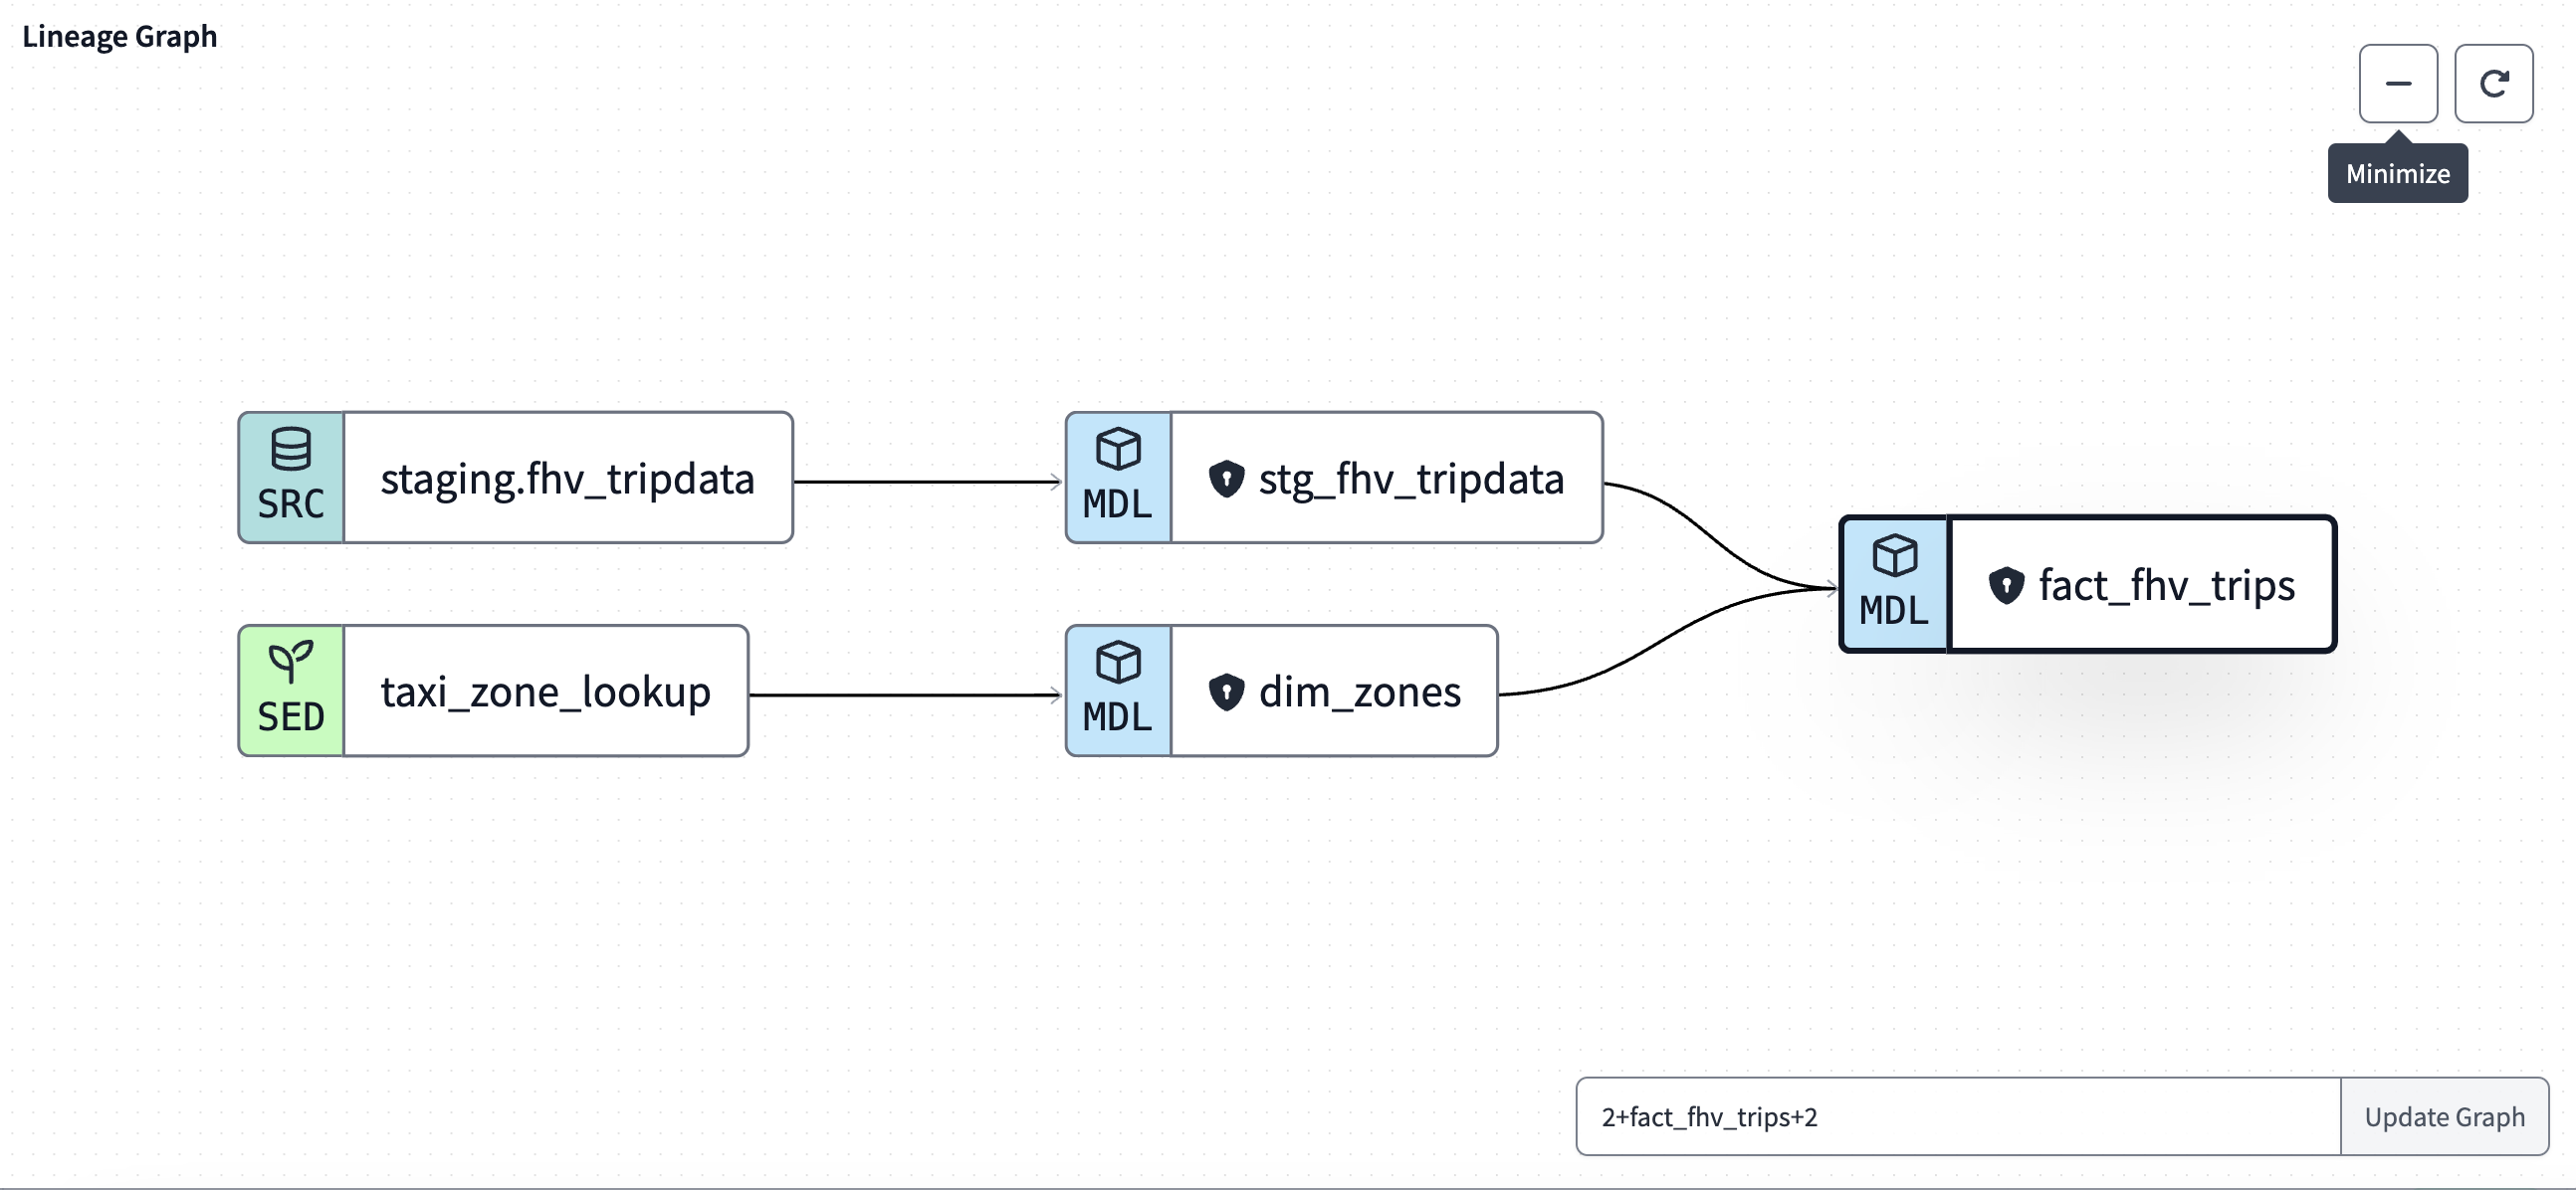 Lineage Graph
Minimize
SRC
staging.fhv_tripdata
MDL
stg_fhv_tripdata
MDL
fact_fhv_trips
SED
taxi_zone_lookup
MDL
dim_zones
2+fact_fhv_trips+2
Update Graph